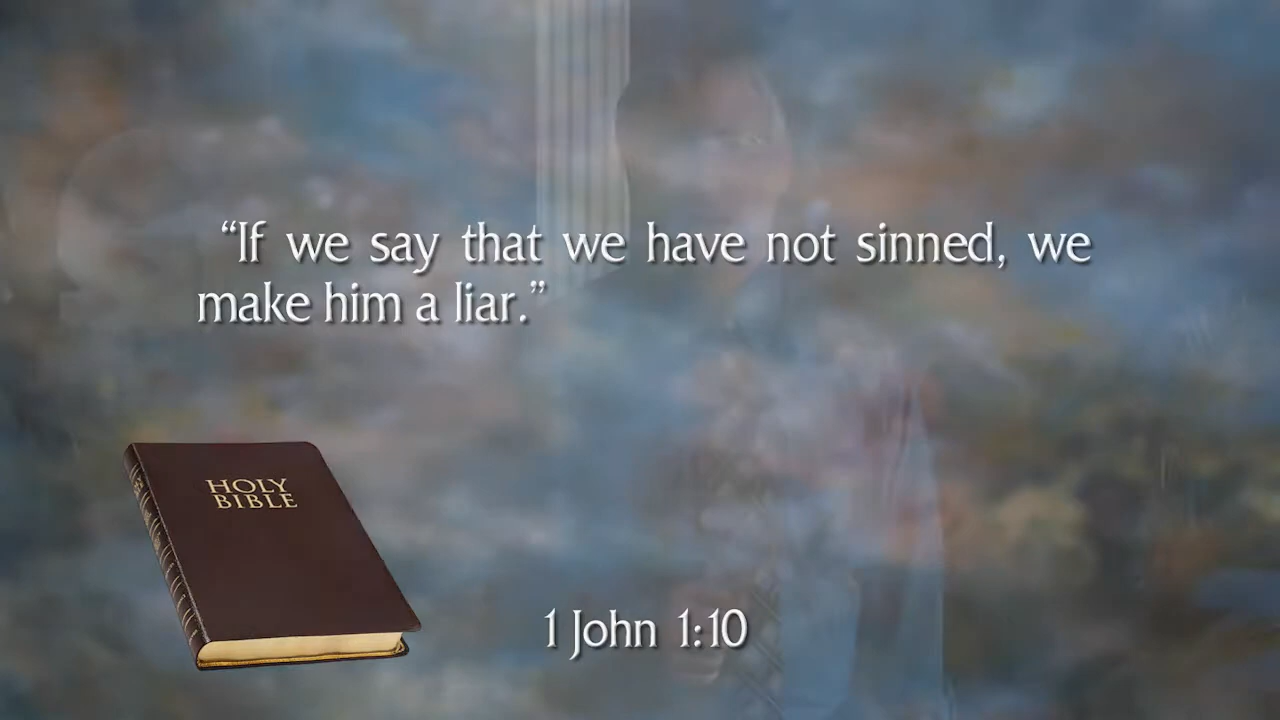 “If we say that we have not sinned, we
make him a liar.”
HOLY
BIBLE
1 John 1:10